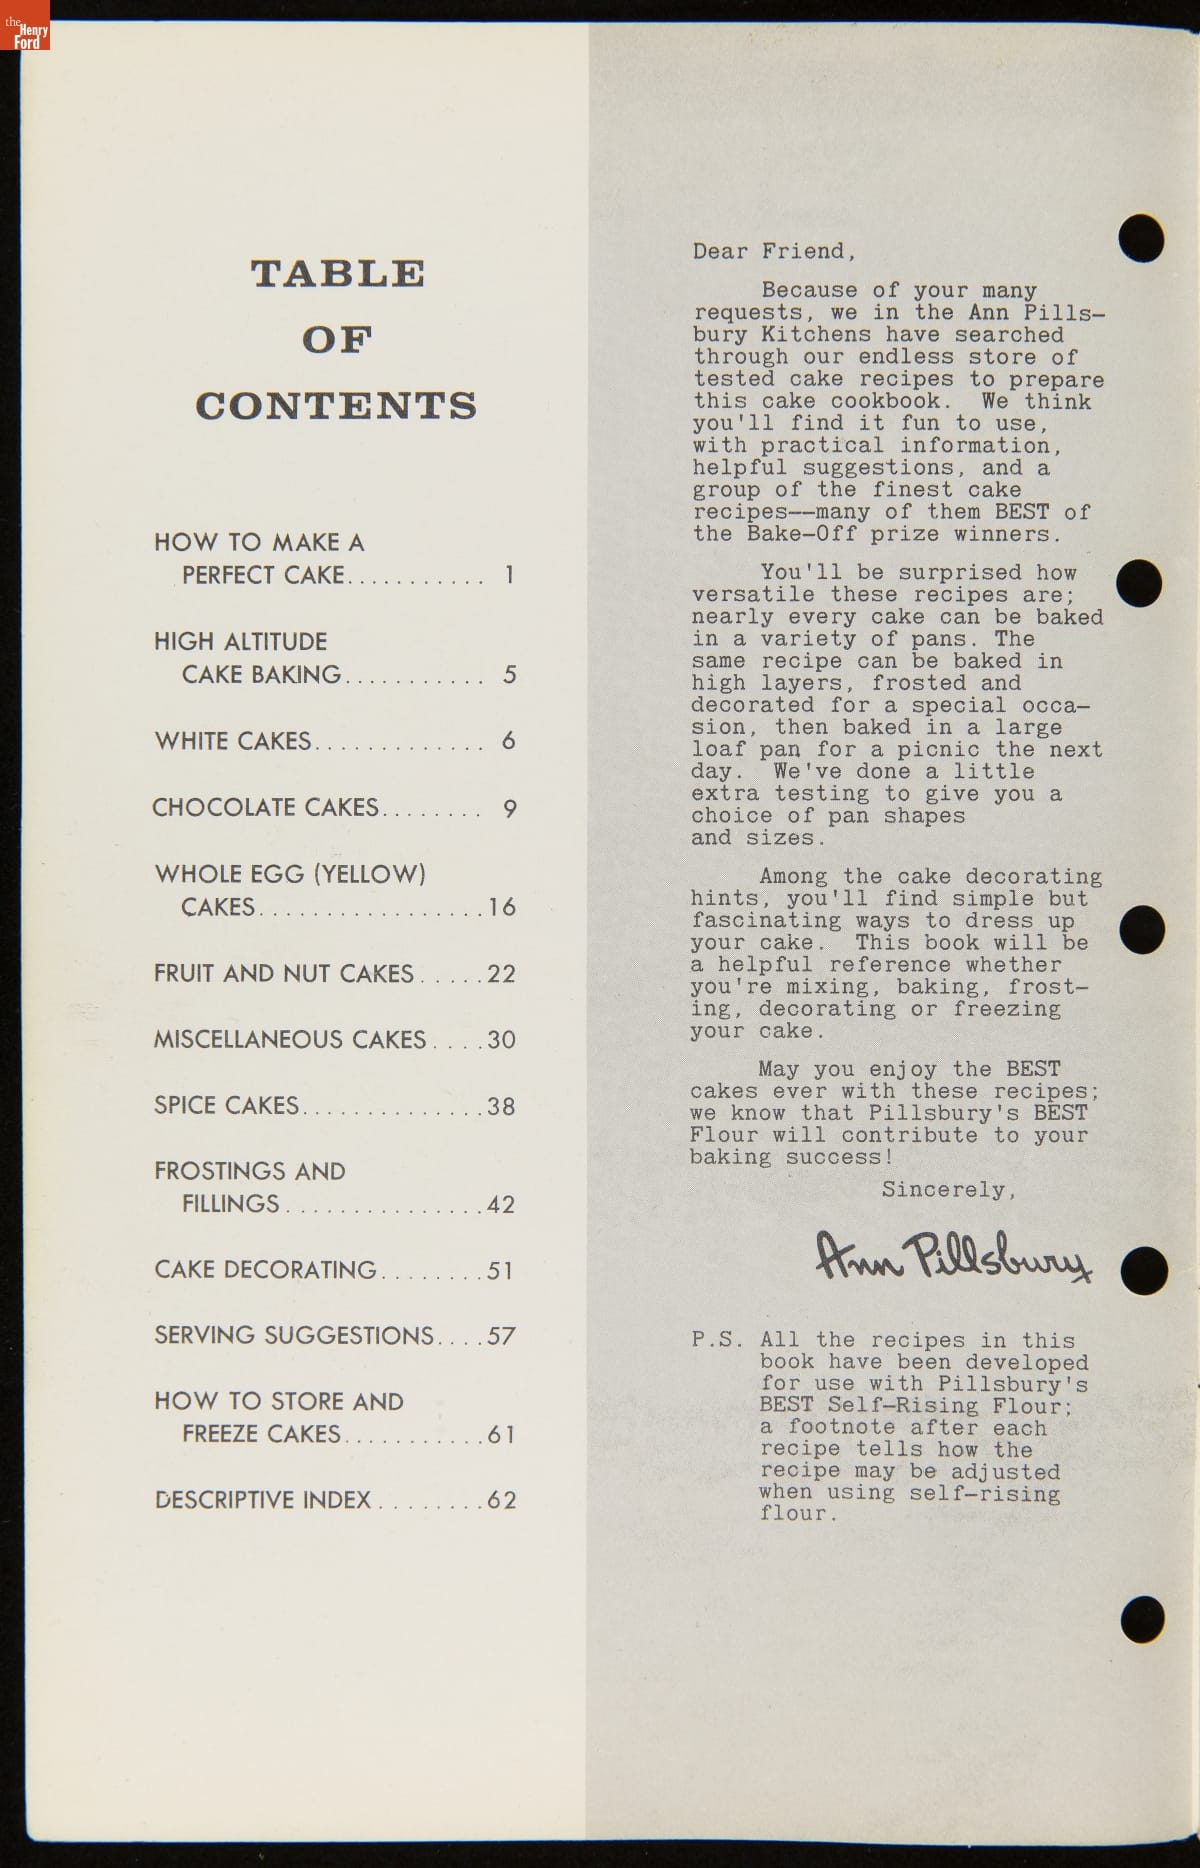 the
Henry
Ford
TABLE
OF
CONTENTS
HOW TO MAKE A
PERFECT CAKE........... 1
HIGH ALTITUDE
CAKE BAKING........... 5
WHITE CAKES............. 6
CHOCOLATE CAKES........ 9
WHOLE EGG (YELLOW)
CAKES.................16
FRUIT AND NUT CAKES.....22
MISCELLANEOUS CAKES....30
SPICE CAKES..............38
FROSTINGS AND
FILLINGS...............42
CAKE DECORATING........51
SERVING SUGGESTIONS....57
HOW TO STORE AND
FREEZE CAKES...........61
DESCRIPTIVE INDEX........62
Dear Friend,
Because of your many
requests, we in the Ann Pills-
bury Kitchens have searched
through our endless store of
tested cake recipes to prepare
this cake cookbook. We think
you'll find it fun to use,
with practical information,
helpful suggestions, and a
group of the finest cake
recipes--many of them BEST of
the Bake-Off prize winners.
You'll be surprised how
versatile these recipes are;
nearly every cake can be baked
in a variety of pans. The
same recipe can be baked in
high layers, frosted and
decorated for a special occa-
sion, then baked in a large
loaf pan for a picnic the next
day. We've done a little
extra testing to give you a
choice of pan shapes
and sizes.
Among the cake decorating
hints, you'll find simple but
fascinating ways to dress up
your cake. This book will be
a helpful reference whether
you're mixing, baking, frost-
ing, decorating or freezing
your cake.
May you enjoy the BEST
cakes ever with these recipes;
we know that Pillsbury's BEST
Flour will contribute to your
baking success!
Sincerely,
Ann Pillsbury
P.S. All the recipes in this
book have been developed
for use with Pillsbury's
BEST Self-Rising Flour;
a footnote after each
recipe tells how the
recipe may be adjusted
when using self-rising
flour.